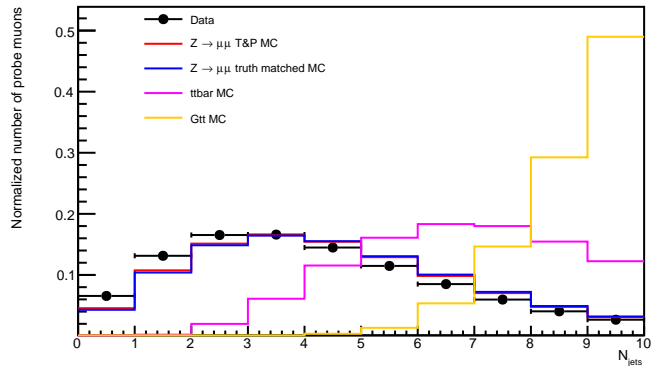 Normalized number of probe muons
0.5
0.4
0.3
0.2
0.1
Data
Z → μμ T&P MC
Z → μμ truth matched MC
ttbar MC
Gtt MC
0 1 2 3 4 5 6 7 8 9 10
N_jets